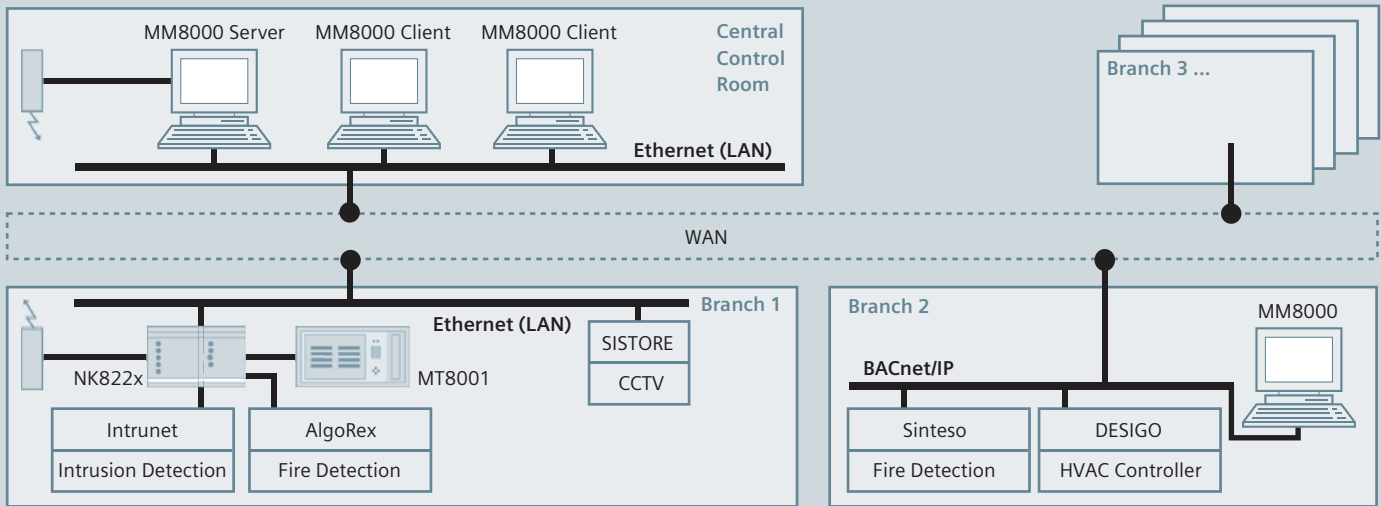 MM8000 Server
MM8000 Client
MM8000 Client
Central
Control
Room
Ethernet (LAN)
Branch 3 ...
WAN
Branch 1
Ethernet (LAN)
NK822x
MT8001
SISTORE
CCTV
Intrunet
Intrusion Detection
AlgoRex
Fire Detection
Branch 2
MM8000
BACnet/IP
Sinteso
Fire Detection
DESIGO
HVAC Controller